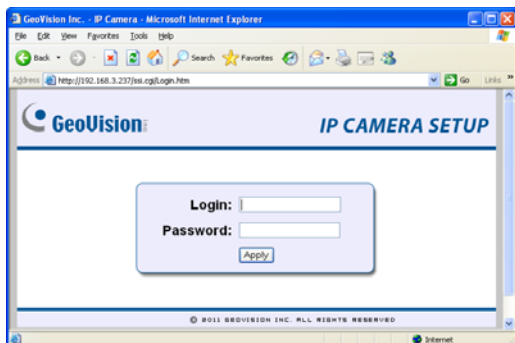 GeoVision Inc. - IP Camera - Microsoft Internet Explorer
File Edit View Favorites Tools Help
Back Search Favorites
Address http://192.168.3.237/ssi.cgi/Login.htm Go Links »
GeoVision
IP CAMERA SETUP
Login:
Password:
Apply
© 2011 GEOVISION INC. ALL RIGHTS RESERVED
Internet